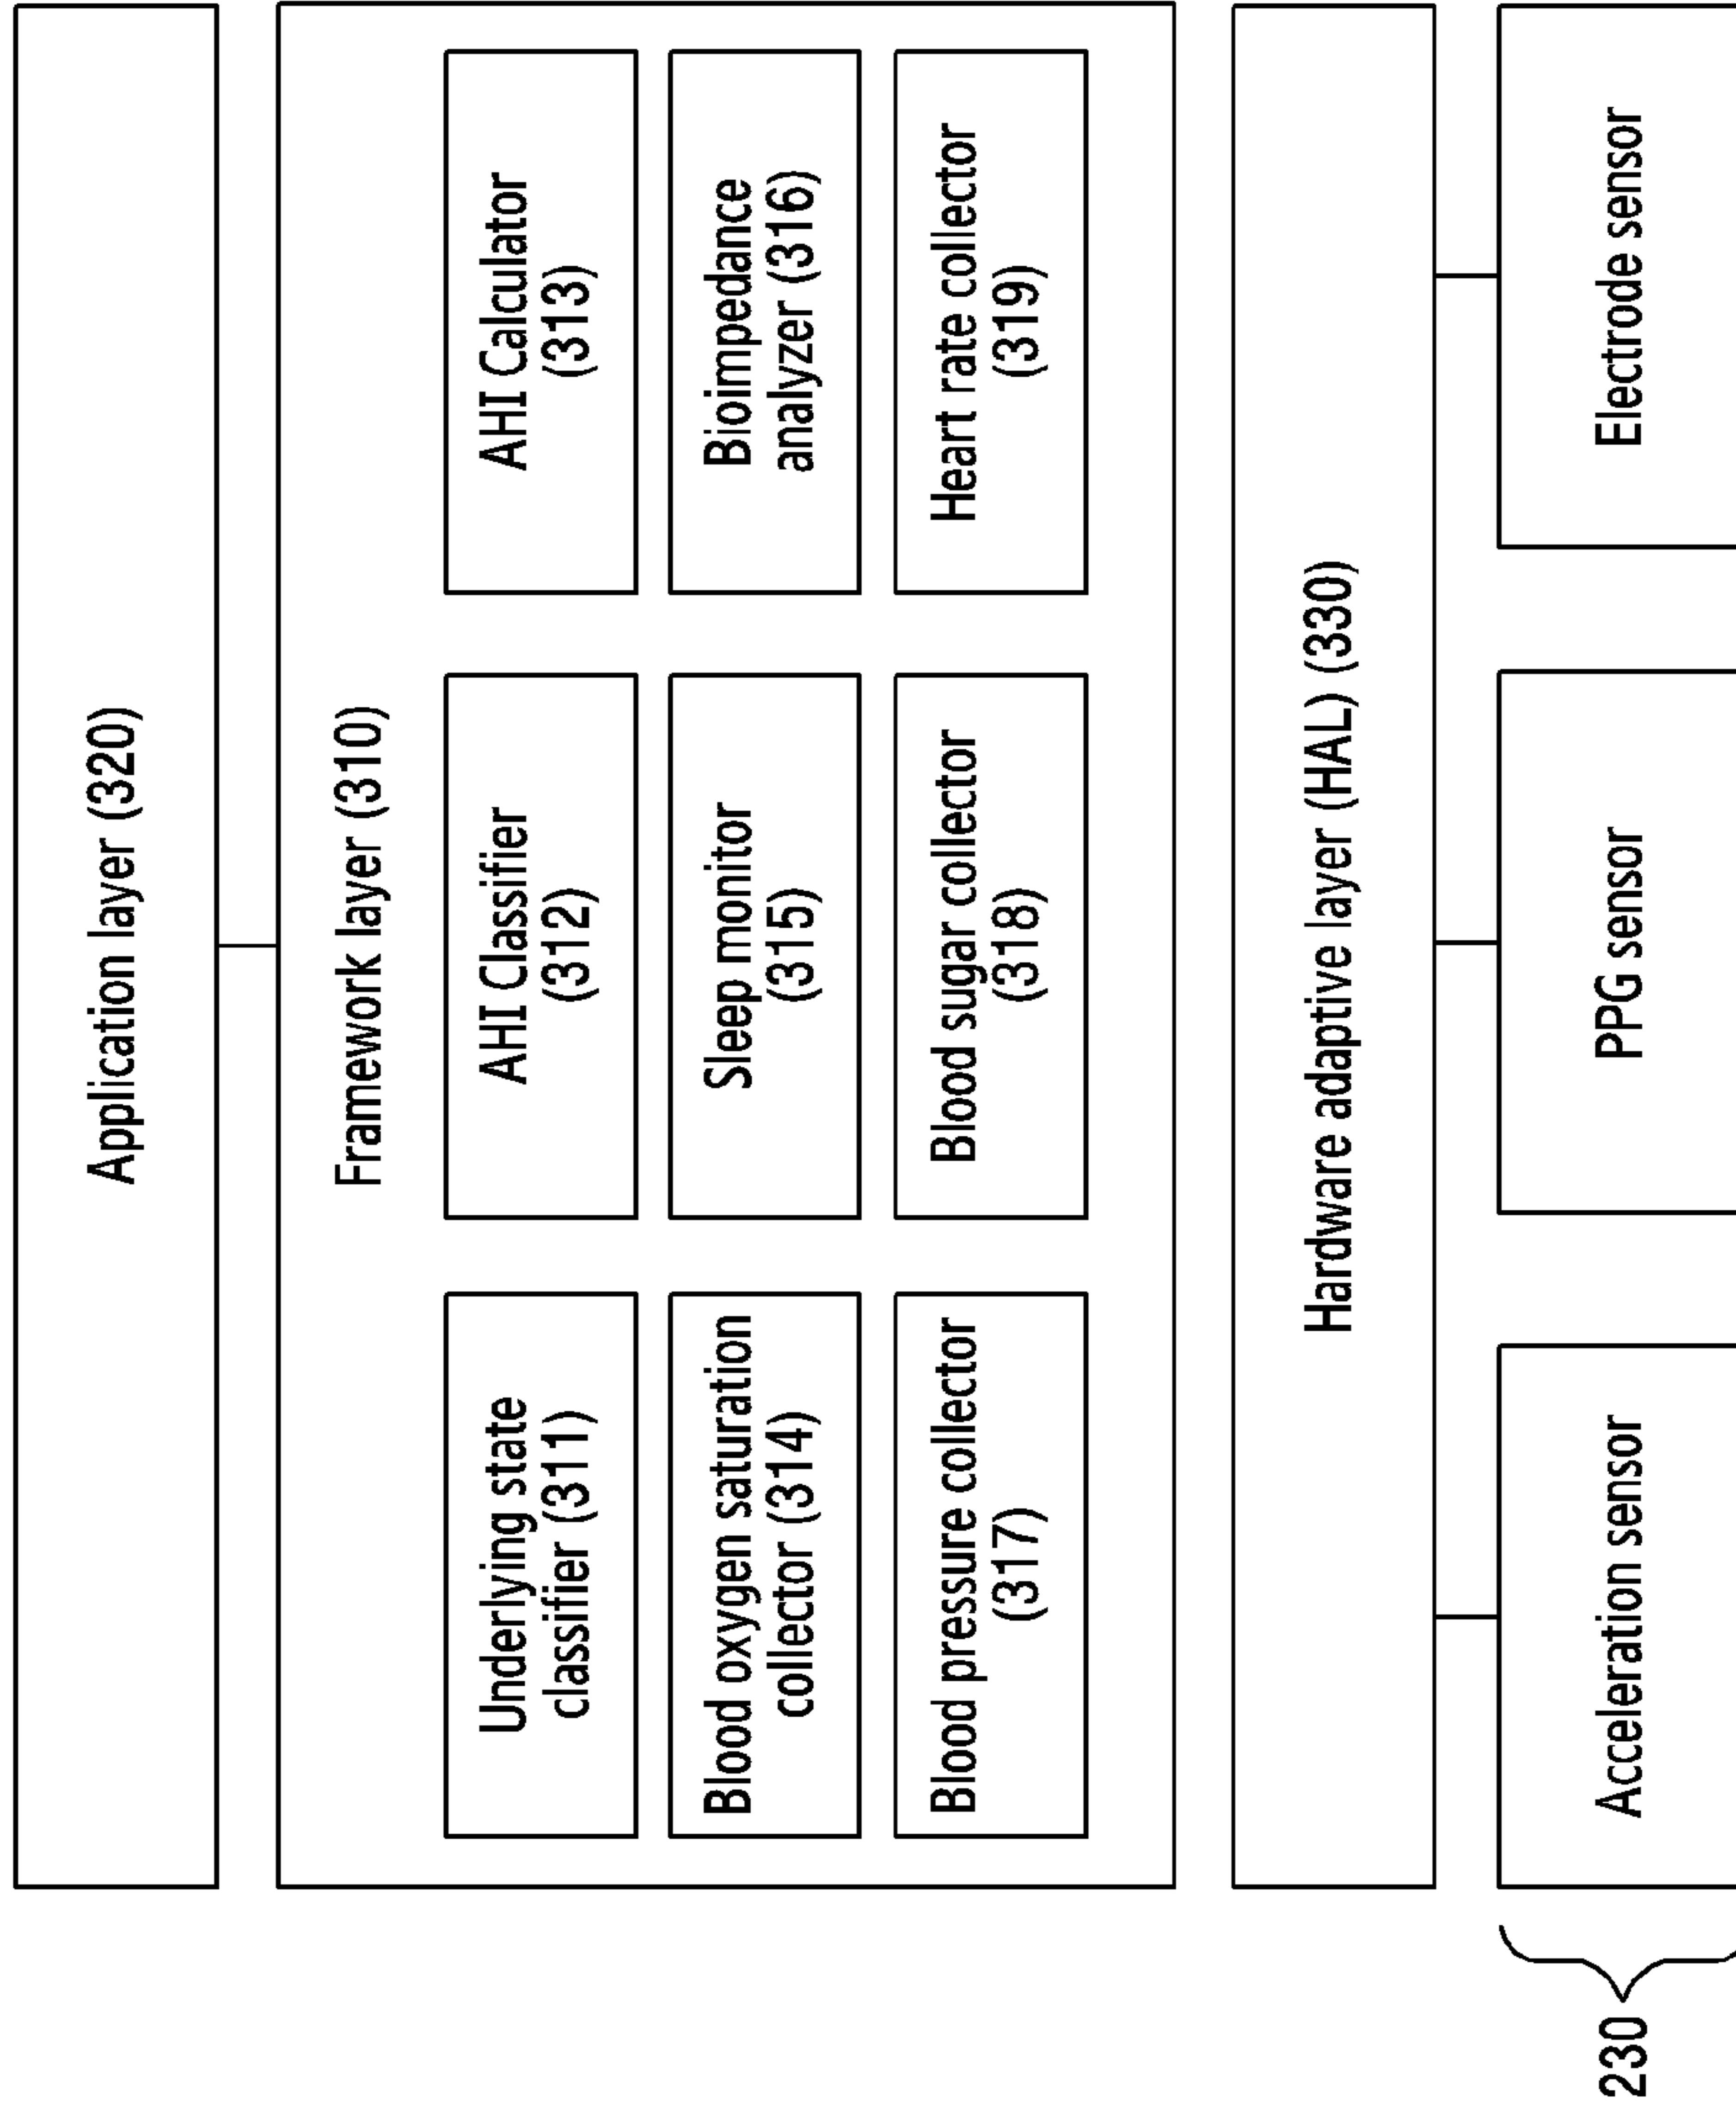 Application layer (320)
Framework layer (310)
Underlying state
classifier (311)
AHI Classifier
(312)
AHI Calculator
(313)
Blood oxygen saturation
collector (314)
Sleep monitor
(315)
Bioimpedance
analyzer (316)
Blood pressure collector
(317)
Blood sugar collector
(318)
Heart rate collector
(319)
Hardware adaptive layer (HAL) (330)
230
Acceleration sensor
PPG sensor
Electrode sensor